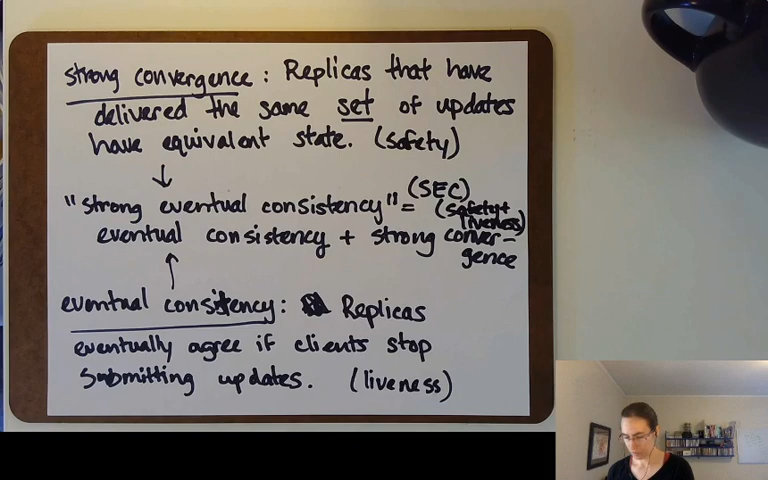 strong convergence: Replicas that have
delivered the same set of updates
have equivalent state. (safety)
(SEC)
"strong eventual consistency" = (safety+
liveness)
eventual consistency + strong conver-
gence
eventual consistency: Replicas
eventually agree if clients stop
submitting updates. (liveness)